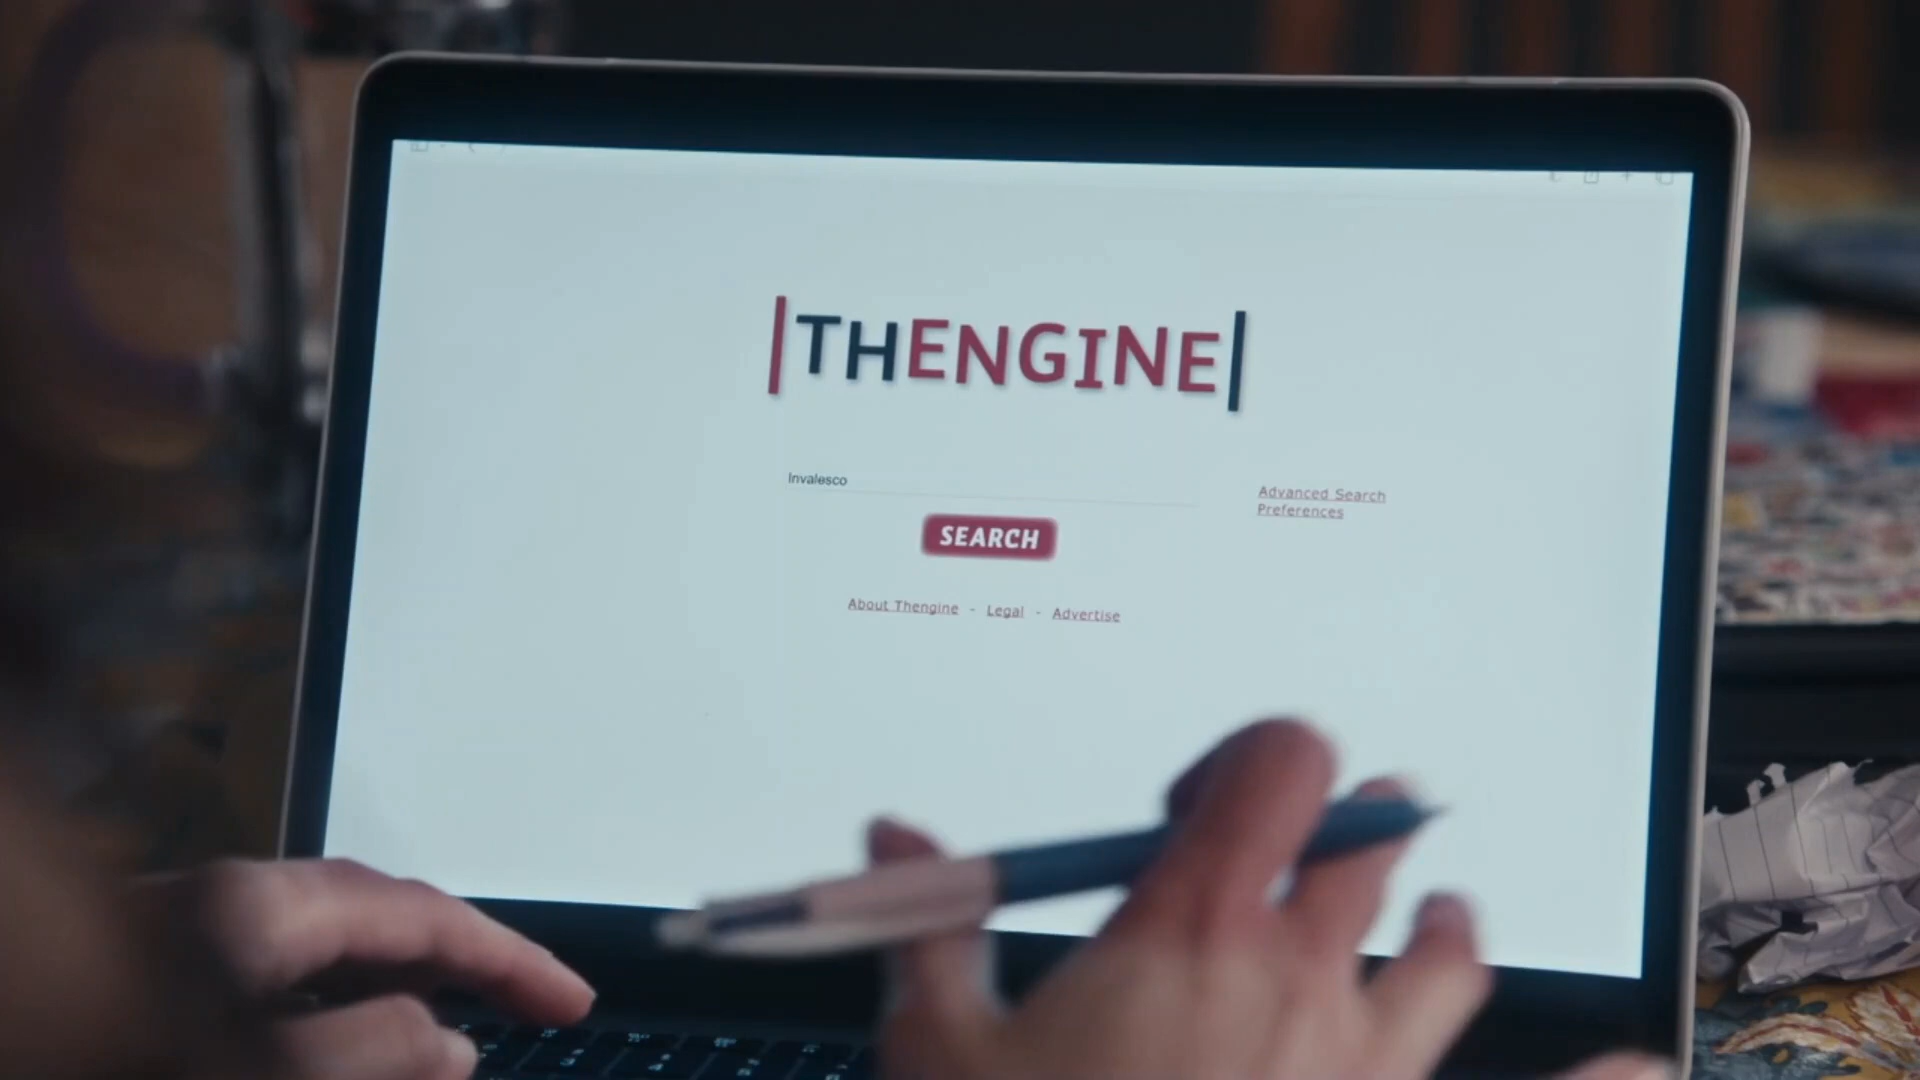 |THENGINE|
Invalesco
Advanced Search
Preferences
SEARCH
About Thengine - Legal - Advertise